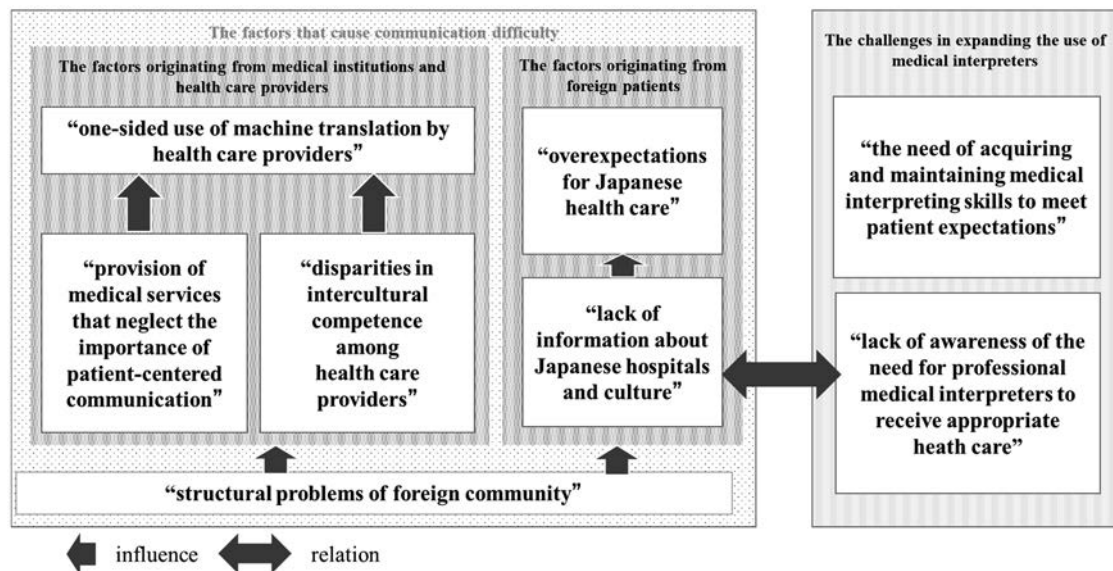 The factors that cause communication difficulty
The factors originating from medical institutions and
health care providers
“one-sided use of machine translation by
health care providers”
“provision of
medical services
that neglect the
importance of
patient-centered
communication”
“disparities in
intercultural
competence
among
health care
providers”
The factors originating from
foreign patients
“overexpectations
for Japanese
health care”
“lack of
information about
Japanese hospitals
and culture”
“structural problems of foreign community”
The challenges in expanding the use of
medical interpreters
“the need of acquiring
and maintaining medical
interpreting skills to meet
patient expectations”
“lack of awareness of the
need for professional
medical interpreters to
receive appropriate
heath care”
influence
relation